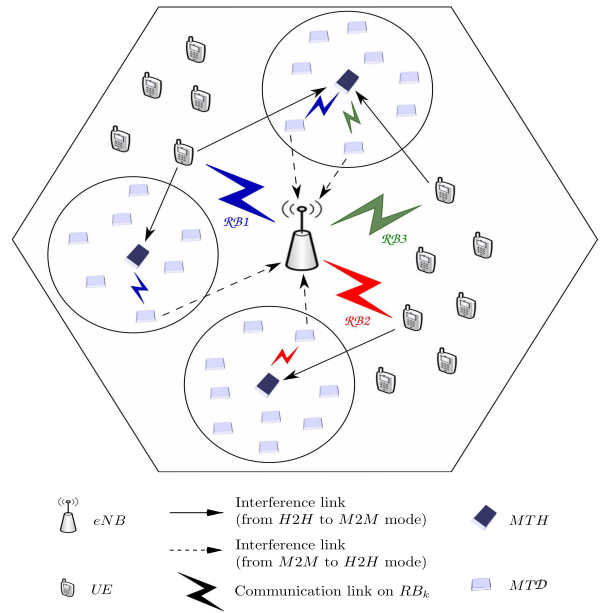 RB1
RB3
RB2
eNB
Interference link
(from H2H to M2M mode)
MTH
Interference link
(from M2M to H2H mode)
UE
Communication link on RBₖ
MTD